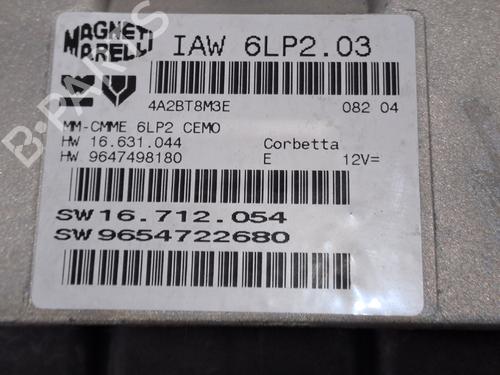 MAGNETI MARELLI
IAW 6LP2.03
4A2BT8M3E 082 04
MM-CMME 6LP2 CEMO
HW 16.631.044 Corbetta
HW 9647498180 E 12V=
SW 16.712.054
SW 9654722680
B-PARTS